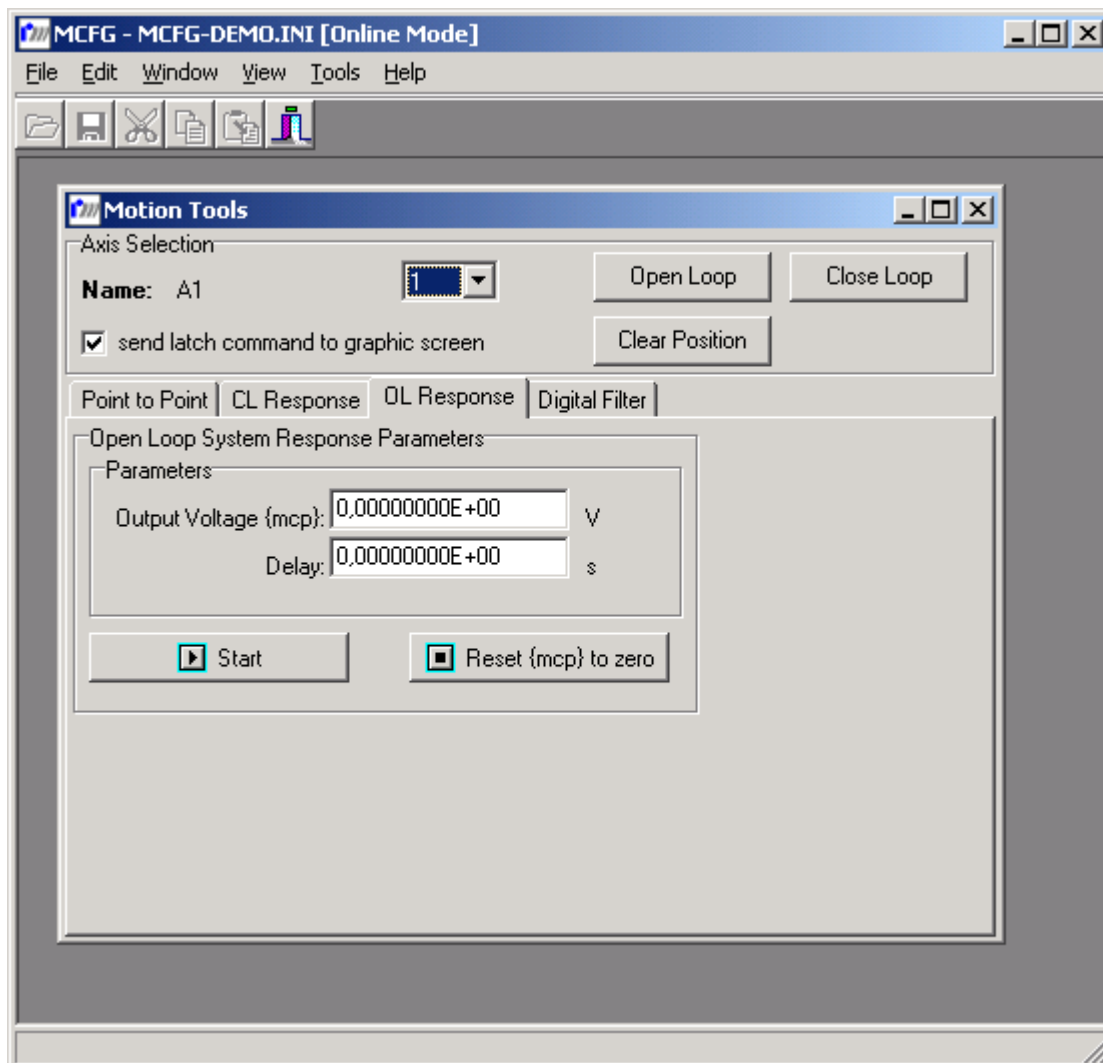 MCFG - MCFG-DEMO.INI [Online Mode]
File Edit Window View Tools Help
Motion Tools
Axis Selection
Name: A1 1 Open Loop Close Loop
send latch command to graphic screen Clear Position
Point to Point CL Response OL Response Digital Filter
Open Loop System Response Parameters
Parameters
Output Voltage {mcp}: 0,00000000E+00 V
Delay: 0,00000000E+00 s
Start Reset {mcp} to zero